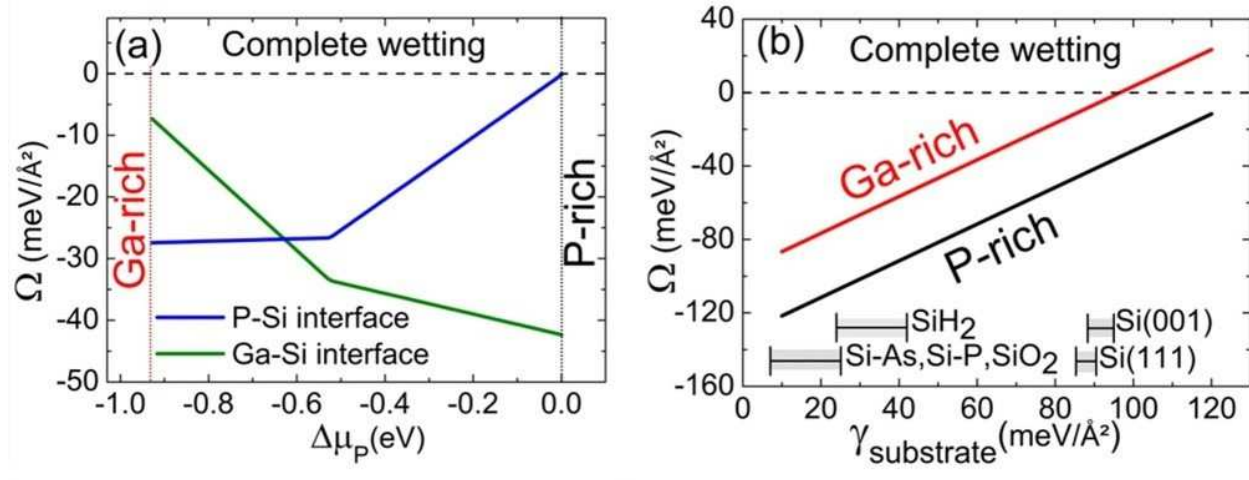 (a)
Complete wetting
0
-10
-20
-30
-40
-50
Ω (meV/Å²)
Ga-rich
P-rich
P-Si interface
Ga-Si interface
-1.0 -0.8 -0.6 -0.4 -0.2 0.0
Δμ_P(eV)
(b)
Complete wetting
40
0
-40
-80
-120
-160
Ω (meV/Å²)
Ga-rich
P-rich
SiH₂
Si(001)
Si-As,Si-P,SiO₂
Si(111)
0 20 40 60 80 100 120
γ_substrate(meV/Å²)